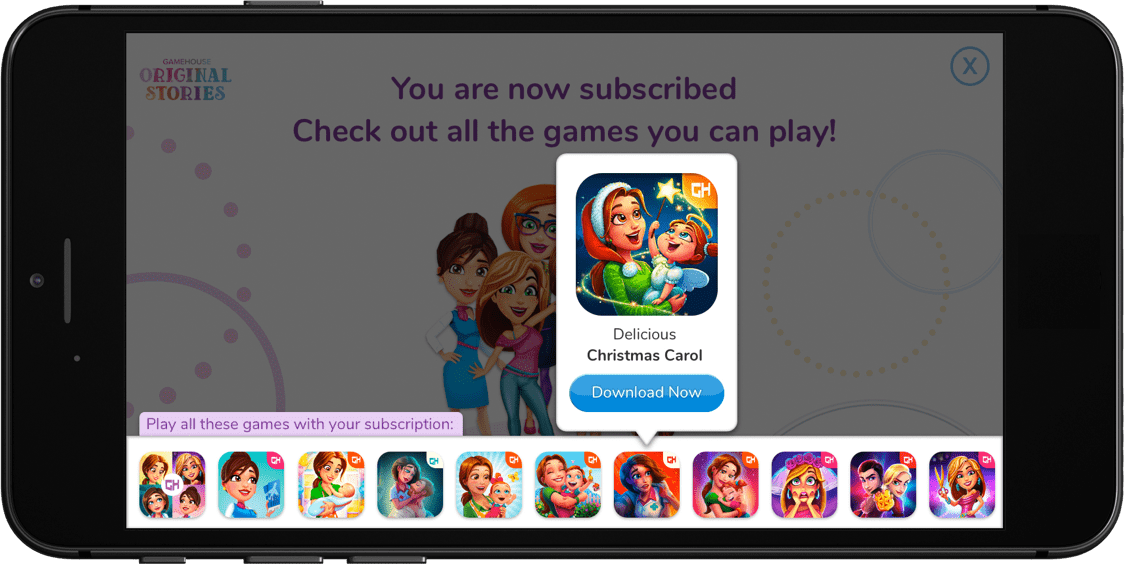 GAMEHOUSE
ORIGINAL
STORIES
X
You are now subscribed
Check out all the games you can play!
GH
Delicious
Christmas Carol
Download Now
Play all these games with your subscription:
GH
GH
GH
GH
GH
GH
GH
GH
GH
GH
GH